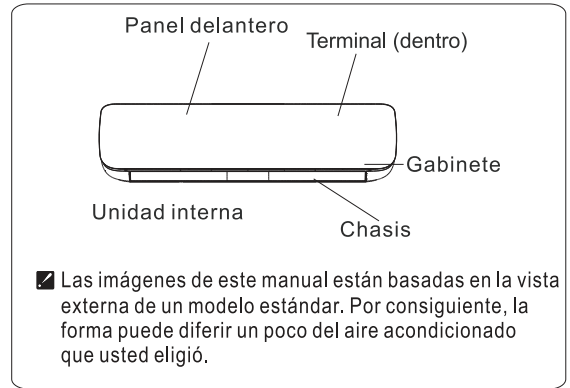 Panel delantero
Terminal (dentro)
Gabinete
Unidad interna
Chasis
Las imágenes de este manual están basadas en la vista
externa de un modelo estándar. Por consiguiente, la
forma puede diferir un poco del aire acondicionado
que usted eligió.